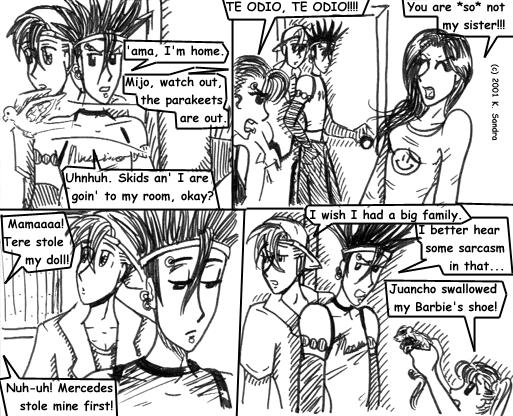 'ama, I'm home.
Mijo, watch out,
the parakeets
are out.
Uhnhuh. Skids an' I are
goin' to my room, okay?
TE ODIO, TE ODIO!!!!
You are *so* not
my sister!!!
(c) 2001 K. Sandra
Mamaaaa!
Tere stole
my doll!
Nuh-uh! Mercedes
stole mine first!
I wish I had a big family.
I better hear
some sarcasm
in that...
Juancho swallowed
my Barbie's shoe!